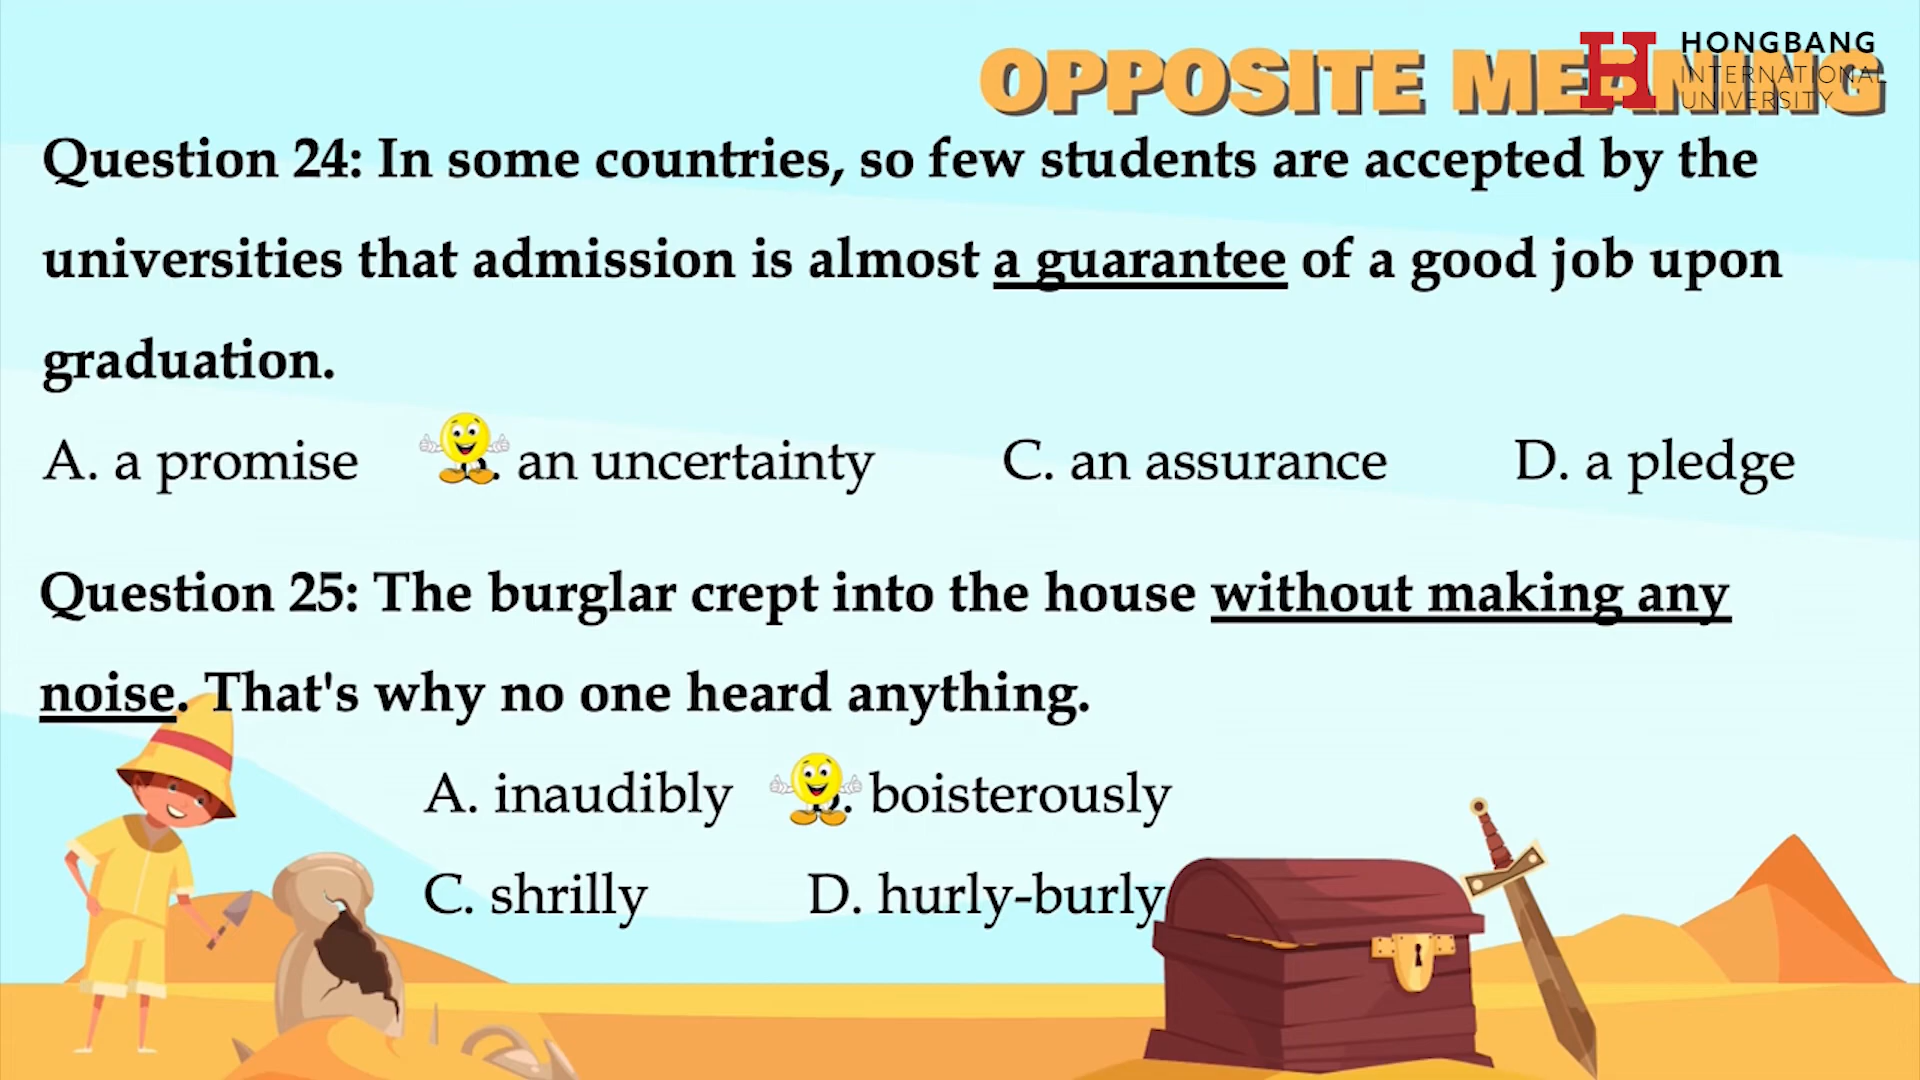 OPPOSITE MEANING
HONGBANG
INTERNATIONAL
UNIVERSITY
Question 24: In some countries, so few students are accepted by the
universities that admission is almost a guarantee of a good job upon
graduation.
A. a promise . an uncertainty C. an assurance D. a pledge
Question 25: The burglar crept into the house without making any
noise. That's why no one heard anything.
A. inaudibly . boisterously
C. shrilly D. hurly-burly